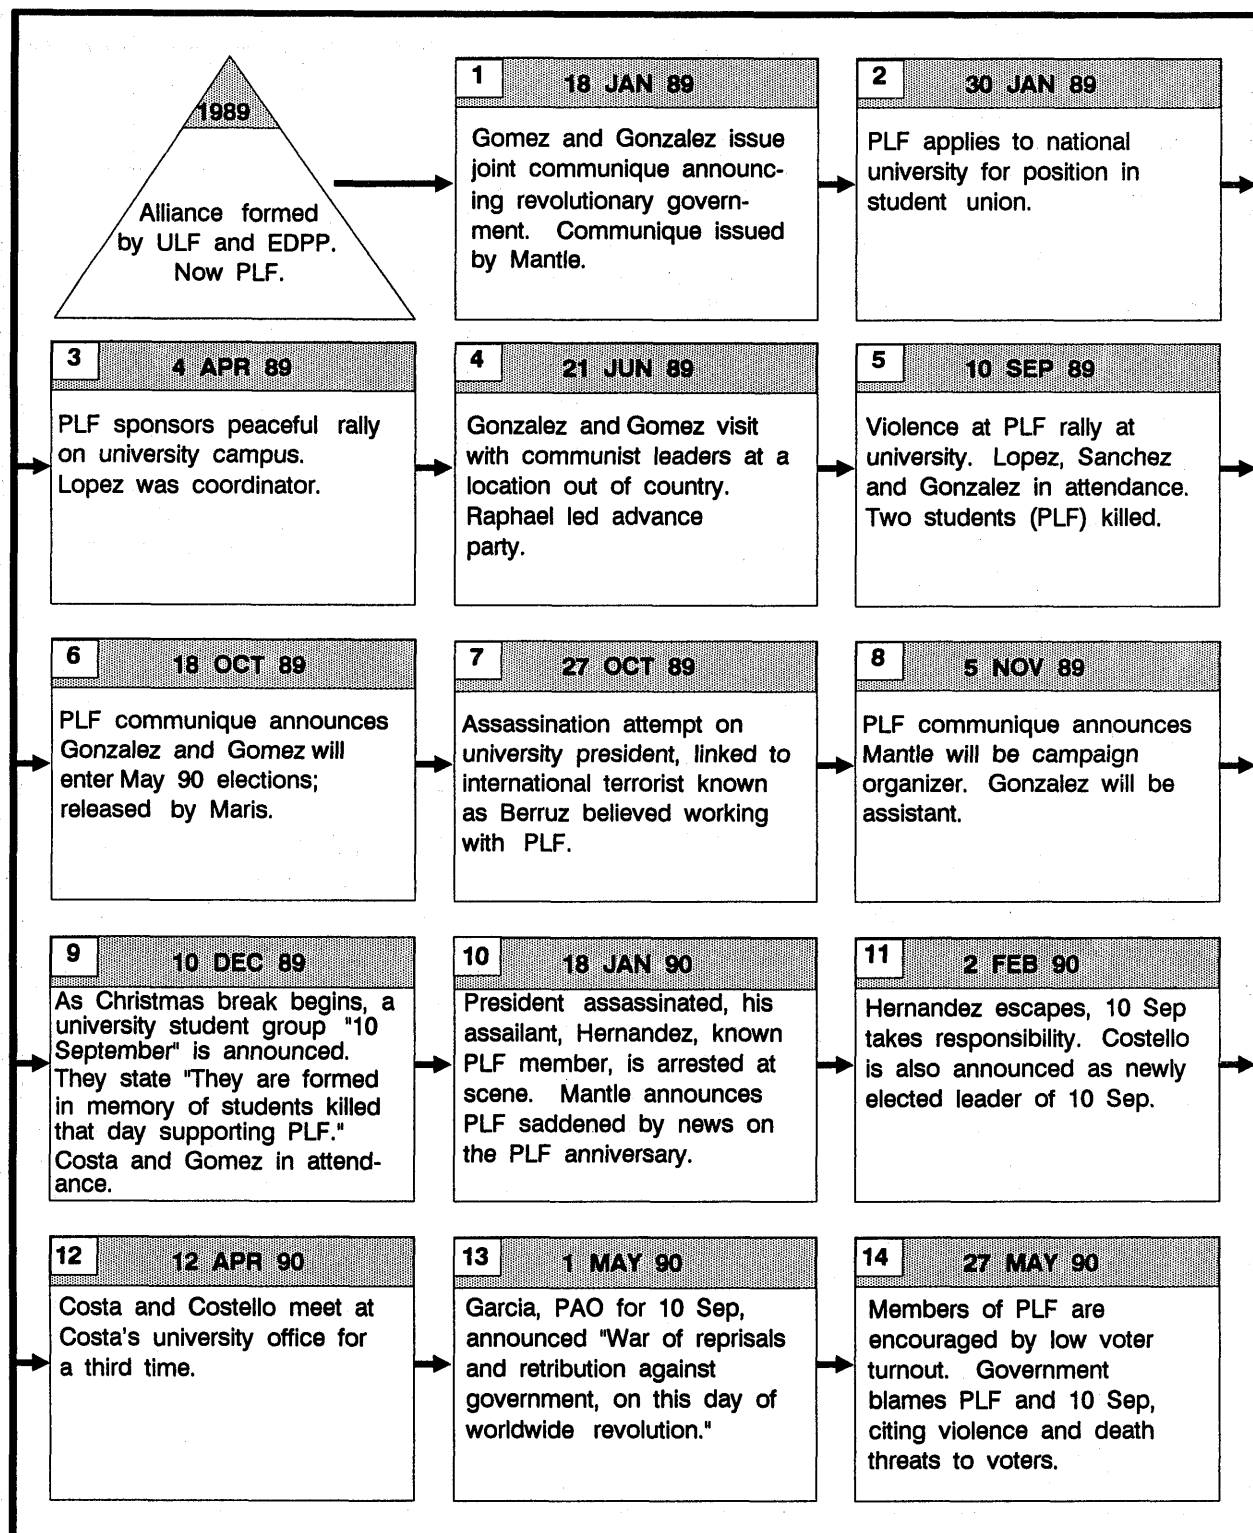 1989
Alliance formed
by ULF and EDPP.
Now PLF.
1
18 JAN 89
Gomez and Gonzalez issue
joint communique announc-
ing revolutionary govern-
ment. Communique issued
by Mantle.
2
30 JAN 89
PLF applies to national
university for position in
student union.
3
4 APR 89
PLF sponsors peaceful rally
on university campus.
Lopez was coordinator.
4
21 JUN 89
Gonzalez and Gomez visit
with communist leaders at a
location out of country.
Raphael led advance
party.
5
10 SEP 89
Violence at PLF rally at
university. Lopez, Sanchez
and Gonzalez in attendance.
Two students (PLF) killed.
6
18 OCT 89
PLF communique announces
Gonzalez and Gomez will
enter May 90 elections;
released by Maris.
7
27 OCT 89
Assassination attempt on
university president, linked to
international terrorist known
as Berruz believed working
with PLF.
8
5 NOV 89
PLF communique announces
Mantle will be campaign
organizer. Gonzalez will be
assistant.
9
10 DEC 89
As Christmas break begins, a
university student group "10
September" is announced.
They state "They are formed
in memory of students killed
that day supporting PLF."
Costa and Gomez in attend-
ance.
10
18 JAN 90
President assassinated, his
assailant, Hernandez, known
PLF member, is arrested at
scene. Mantle announces
PLF saddened by news on
the PLF anniversary.
11
2 FEB 90
Hernandez escapes, 10 Sep
takes responsibility. Costello
is also announced as newly
elected leader of 10 Sep.
12
12 APR 90
Costa and Costello meet at
Costa's university office for
a third time.
13
1 MAY 90
Garcia, PAO for 10 Sep,
announced "War of reprisals
and retribution against
government, on this day of
worldwide revolution."
14
27 MAY 90
Members of PLF are
encouraged by low voter
turnout. Government
blames PLF and 10 Sep,
citing violence and death
threats to voters.